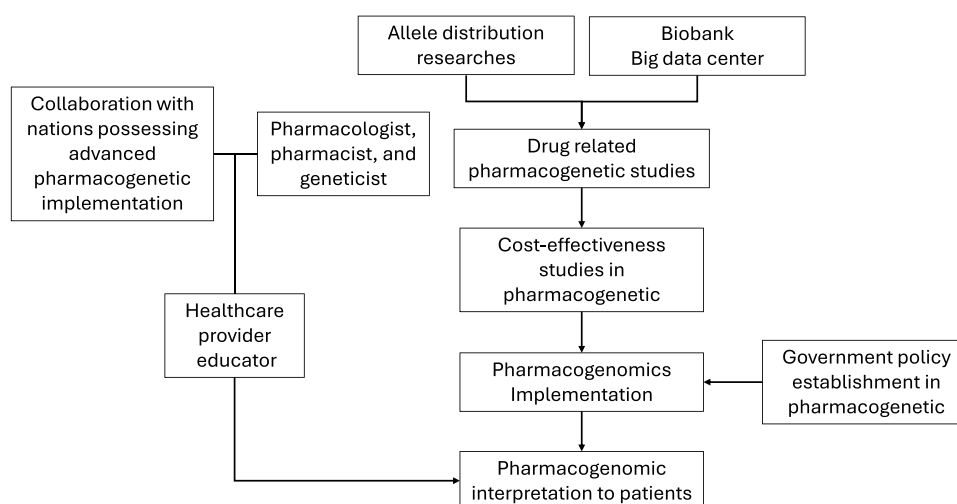 Allele distribution
researches
Biobank
Big data center
Collaboration with
nations possessing
advanced
pharmacogenetic
implementation
Pharmacologist,
pharmacist, and
geneticist
Drug related
pharmacogenetic studies
Cost-effectiveness
studies in
pharmacogenetic
Healthcare
provider
educator
Pharmacogenomics
Implementation
Government policy
establishment in
pharmacogenetic
Pharmacogenomic
interpretation to patients